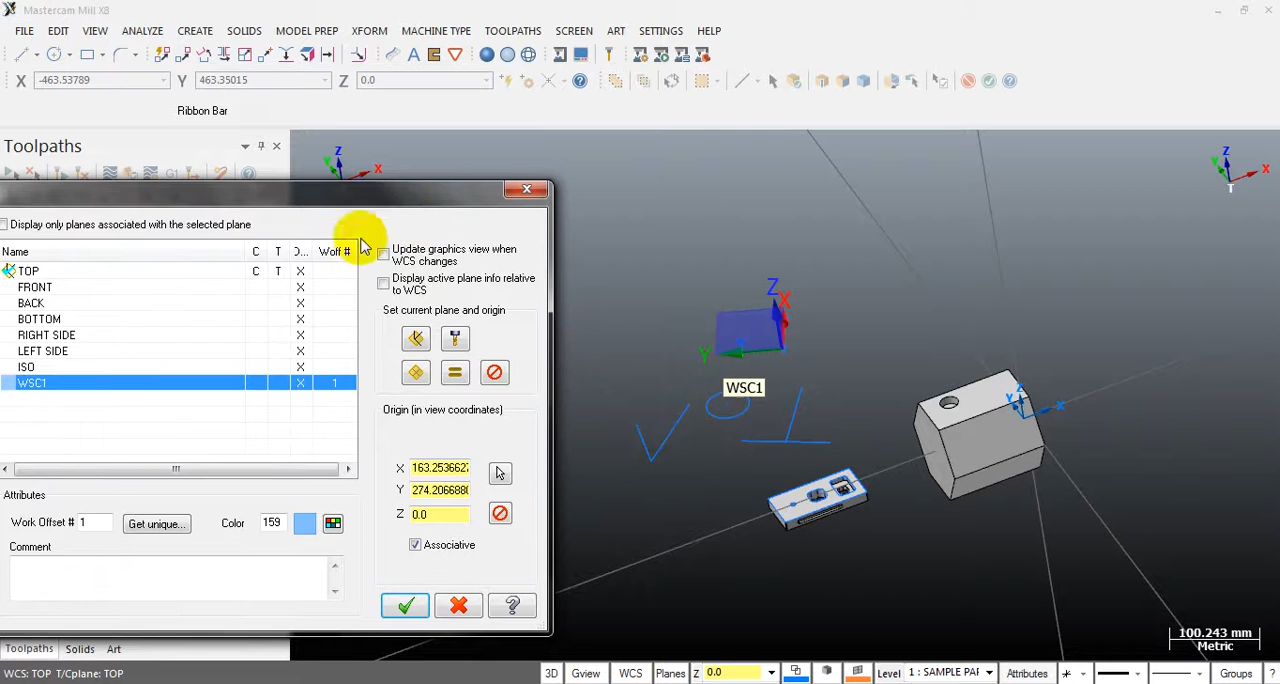 Mastercam Mill X8
FILE EDIT VIEW ANALYZE CREATE SOLIDS MODEL PREP XFORM MACHINE TYPE TOOLPATHS SCREEN ART SETTINGS HELP
X -463.53789 Y 463.35015 Z 0.0
Ribbon Bar
Toolpaths
G1
Z
Y X
Z
Y X
T
Display only planes associated with the selected plane
Name C T D... Woff #
TOP C T X
FRONT X
BACK X
BOTTOM X
RIGHT SIDE X
LEFT SIDE X
ISO X
WSC1 X 1
Update graphics view when
WCS changes
Display active plane info relative
to WCS
Set current plane and origin
Origin (in view coordinates)
X 163.2536627
Y 274.2066880
Z 0.0
Associative
Attributes
Work Offset # 1 Get unique... Color 159
Comment
Z
X
Y
WSC1
Z
Y X
100.243 mm
Metric
Toolpaths Solids Art
WCS: TOP T/Cplane: TOP
3D Gview WCS Planes Z 0.0 Level 1 : SAMPLE PAR Attributes Groups ?